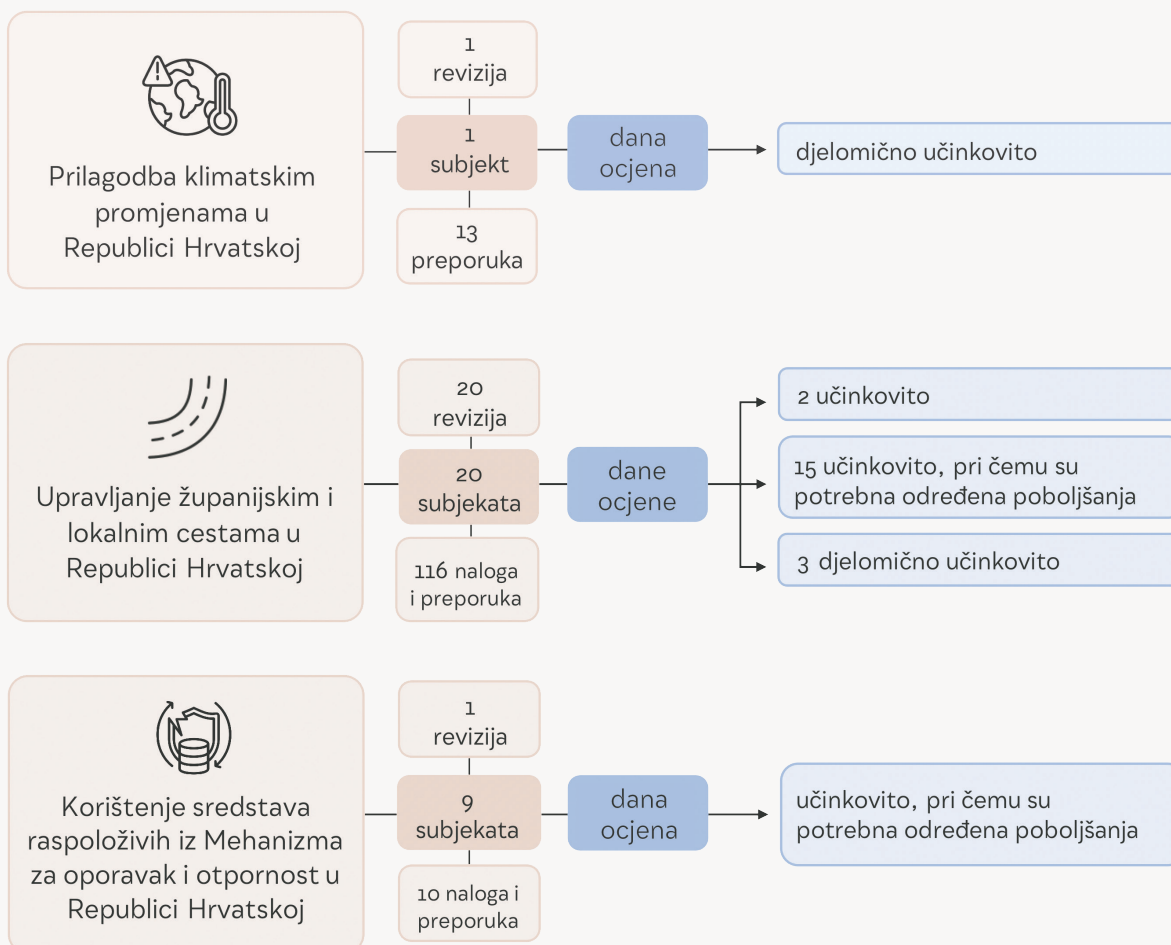 Prilagodba klimatskim
promjenama u
Republici Hrvatskoj
1
revizija
1
subjekt
13
preporuka
dana
ocjena
djelomično učinkovito
Upravljanje županijskim i
lokalnim cestama u
Republici Hrvatskoj
20
revizija
20
subjekata
116 naloga
i preporuka
dane
ocjene
2 učinkovito
15 učinkovito, pri čemu su
potrebna određena poboljšanja
3 djelomično učinkovito
Korištenje sredstava
raspoloživih iz Mehanizma
za oporavak i otpornost u
Republici Hrvatskoj
1
revizija
9
subjekata
10 naloga i
preporuka
dana
ocjena
učinkovito, pri čemu su
potrebna određena poboljšanja